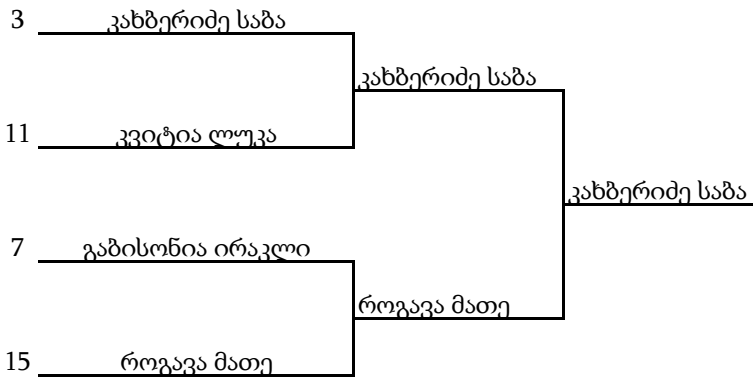 3 კახბერიძე საბა
კახბერიძე საბა
11 კვიტია ლუკა
კახბერიძე საბა
7 გაბისონია ირაკლი
როგავა მათე
15 როგავა მათე